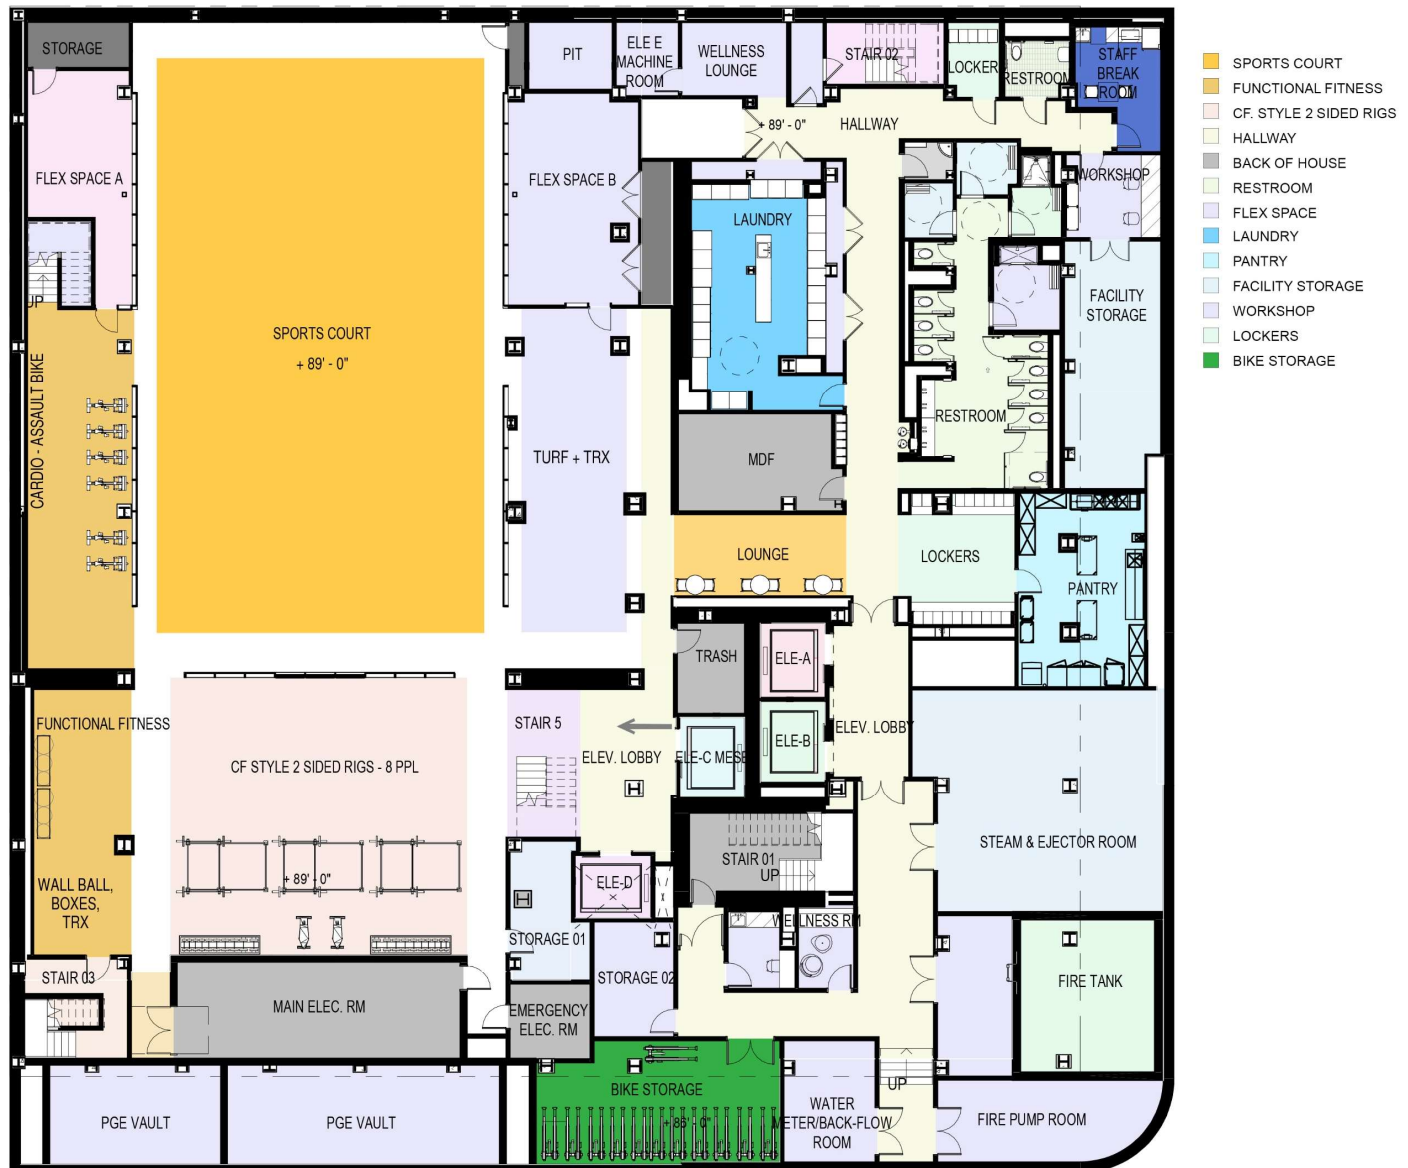 STORAGE
PIT
ELE E
MACHINE
ROOM
WELLNESS
LOUNGE
STAIR 02
LOCKER
RESTROOM
STAFF
BREAK
ROOM
+ 89' - 0"
HALLWAY
FLEX SPACE A
FLEX SPACE B
WORKSHOP
LAUNDRY
UP
FACILITY
STORAGE
SPORTS COURT
+ 89' - 0"
CARDIO - ASSAULT BIKE
TURF + TRX
MDF
RESTROOM
LOUNGE
LOCKERS
PANTRY
TRASH
ELE-A
FUNCTIONAL FITNESS
STAIR 5
ELEV. LOBBY
ELE-C MESE
ELE-B
ELEV. LOBBY
CF STYLE 2 SIDED RIGS - 8 PPL
STEAM & EJECTOR ROOM
STAIR 01
UP
+ 89' - 0"
ELE-D
WALL BALL,
BOXES,
TRX
WELLNESS RM
STORAGE 01
STORAGE 02
STAIR 03
MAIN ELEC. RM
EMERGENCY
ELEC. RM
FIRE TANK
BIKE STORAGE
+ 86' - 0"
UP
PGE VAULT
PGE VAULT
WATER
METER/BACK-FLOW
ROOM
FIRE PUMP ROOM
SPORTS COURT
FUNCTIONAL FITNESS
CF. STYLE 2 SIDED RIGS
HALLWAY
BACK OF HOUSE
RESTROOM
FLEX SPACE
LAUNDRY
PANTRY
FACILITY STORAGE
WORKSHOP
LOCKERS
BIKE STORAGE